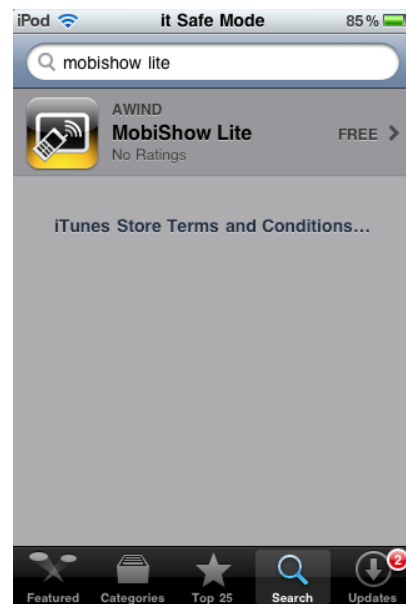 iPod it Safe Mode 85%
mobishow lite
AWIND
MobiShow Lite FREE
No Ratings
iTunes Store Terms and Conditions...
2
Featured Categories Top 25 Search Updates